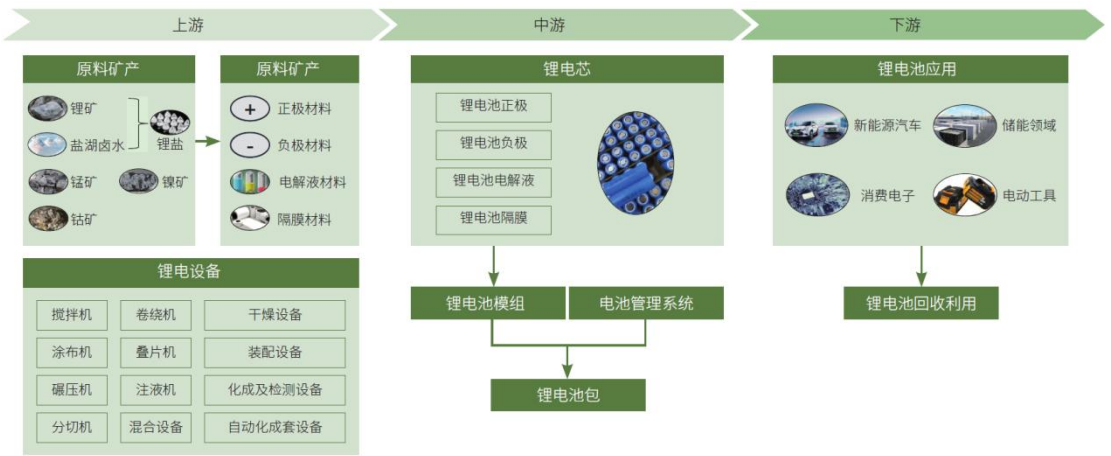 上游
中游
下游
原料矿产
锂矿
盐湖卤水
锂盐
锰矿
镍矿
钴矿
原料矿产
+
正极材料
-
负极材料
电解液材料
隔膜材料
锂电设备
搅拌机
卷绕机
干燥设备
涂布机
叠片机
装配设备
碾压机
注液机
化成及检测设备
分切机
混合设备
自动化成套设备
锂电芯
锂电池正极
锂电池负极
锂电池电解液
锂电池隔膜
锂电池模组
电池管理系统
锂电池包
锂电池应用
新能源汽车
储能领域
消费电子
电动工具
锂电池回收利用